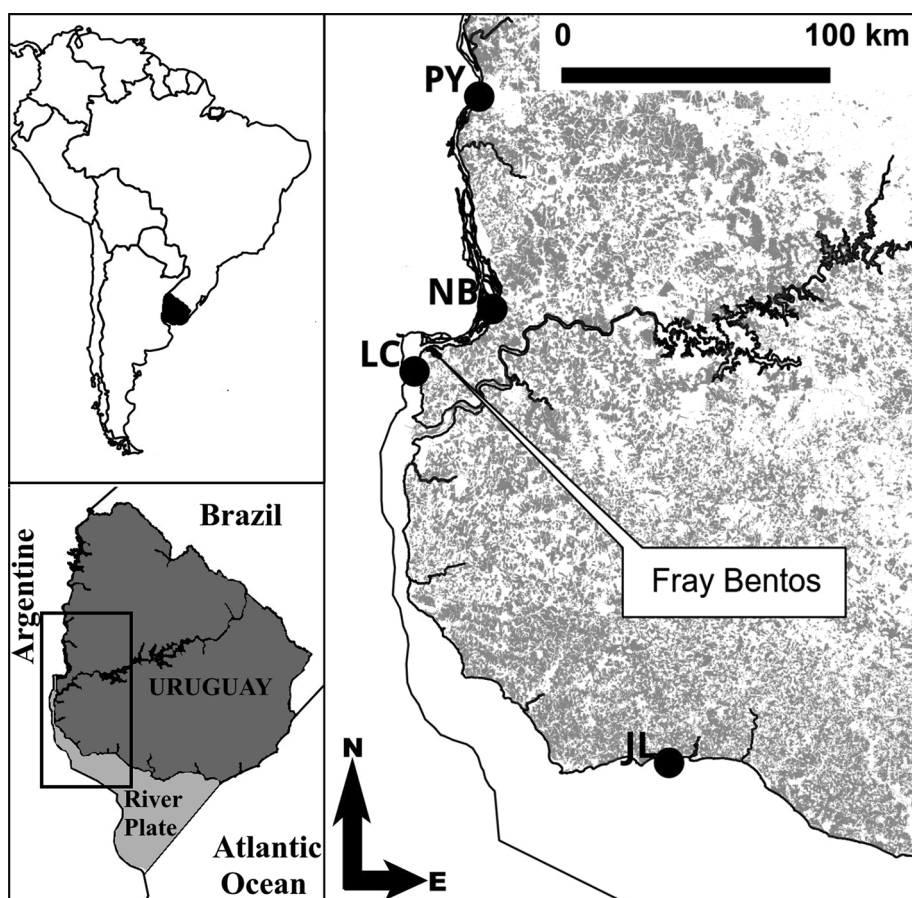 Brazil
Argentine
URUGUAY
River
Plate
Atlantic
Ocean
0 100 km
PY
NB
LC
Fray Bentos
JL
N
E